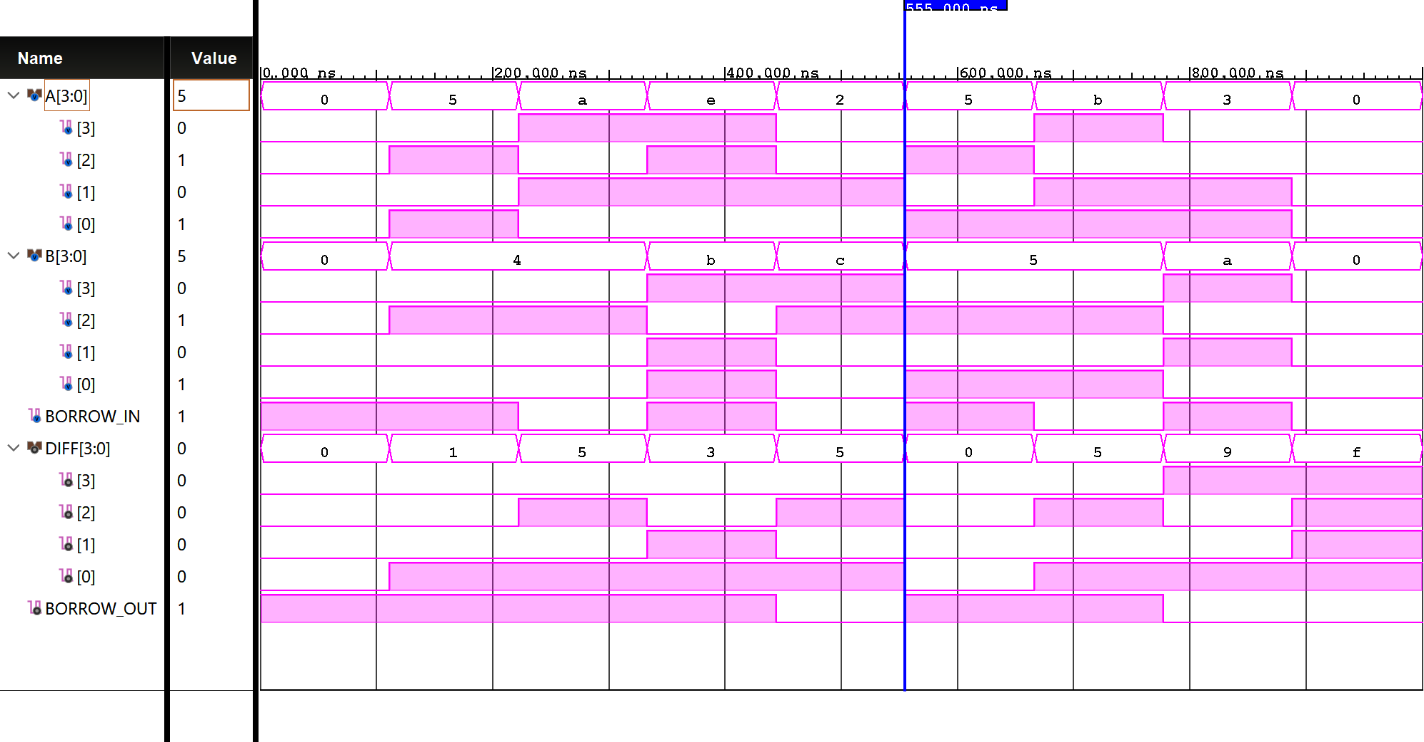 555.000 ns
Name Value
0.000 ns 200.000 ns 400.000 ns 600.000 ns 800.000 ns
A[3:0] 5 0 5 a e 2 5 b 3 0
[3] 0
[2] 1
[1] 0
[0] 1
B[3:0] 5 0 4 b c 5 a 0
[3] 0
[2] 1
[1] 0
[0] 1
BORROW_IN 1
DIFF[3:0] 0 0 1 5 3 5 0 5 9 f
[3] 0
[2] 0
[1] 0
[0] 0
BORROW_OUT 1